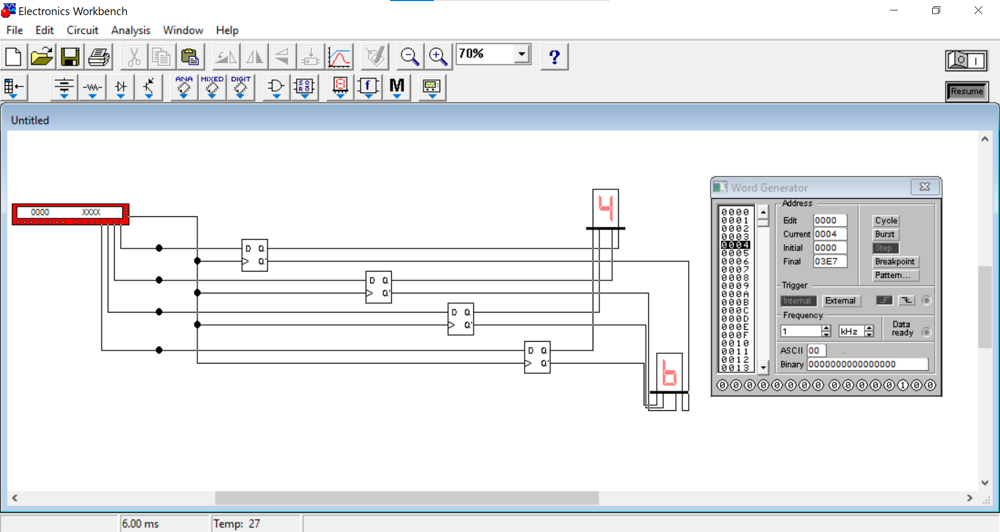 Electronics Workbench
File Edit Circuit Analysis Window Help
70%
?
ANA MIXED DIGIT
f M
Resume
Untitled
0000 XXXX
4
D Q
Q'
D Q
Q'
D Q
Q'
D Q
Q'
b
Word Generator
0000
0001
0002
0003
0004
0005
0006
0007
0008
0009
000A
000B
000C
000D
000E
000F
0010
0011
0012
0013
Address
Edit 0000
Current 0004
Initial 0000
Final 03E7
Cycle
Burst
Step
Breakpoint
Pattern...
Trigger
Internal External
Frequency
1 kHz
Data
ready
ASCII 00
Binary 0000000000000000
0 0 0 0 0 0 0 0 0 0 0 0 0 1 0 0
6.00 ms
Temp: 27